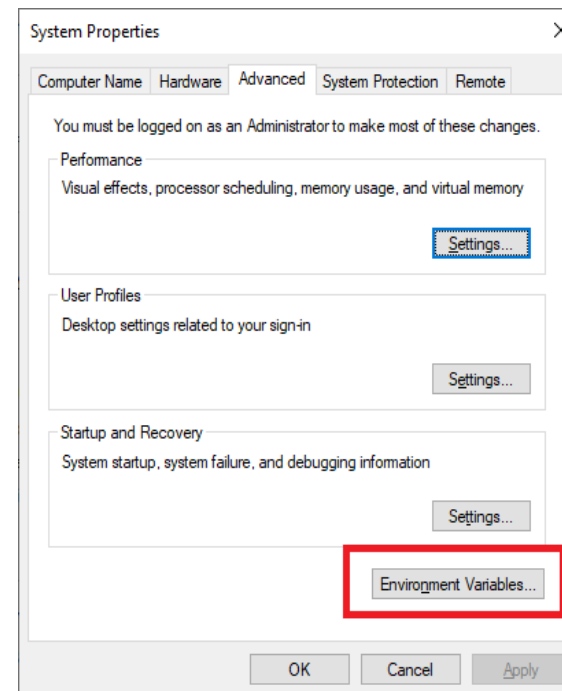 System Properties
Computer Name Hardware Advanced System Protection Remote
You must be logged on as an Administrator to make most of these changes.
Performance
Visual effects, processor scheduling, memory usage, and virtual memory
Settings...
User Profiles
Desktop settings related to your sign-in
Settings...
Startup and Recovery
System startup, system failure, and debugging information
Settings...
Environment Variables...
OK Cancel Apply